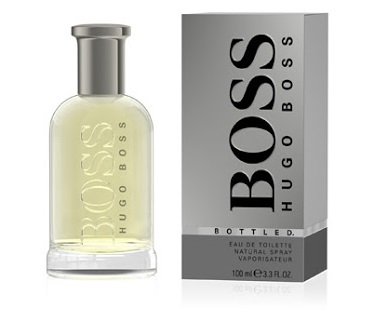 BOSS
HUGO BOSS
BOSS
HUGO BOSS
BOTTLED.
EAU DE TOILETTE
NATURAL SPRAY
VAPORISATEUR
100 ml ℮ 3.3 FL.OZ.